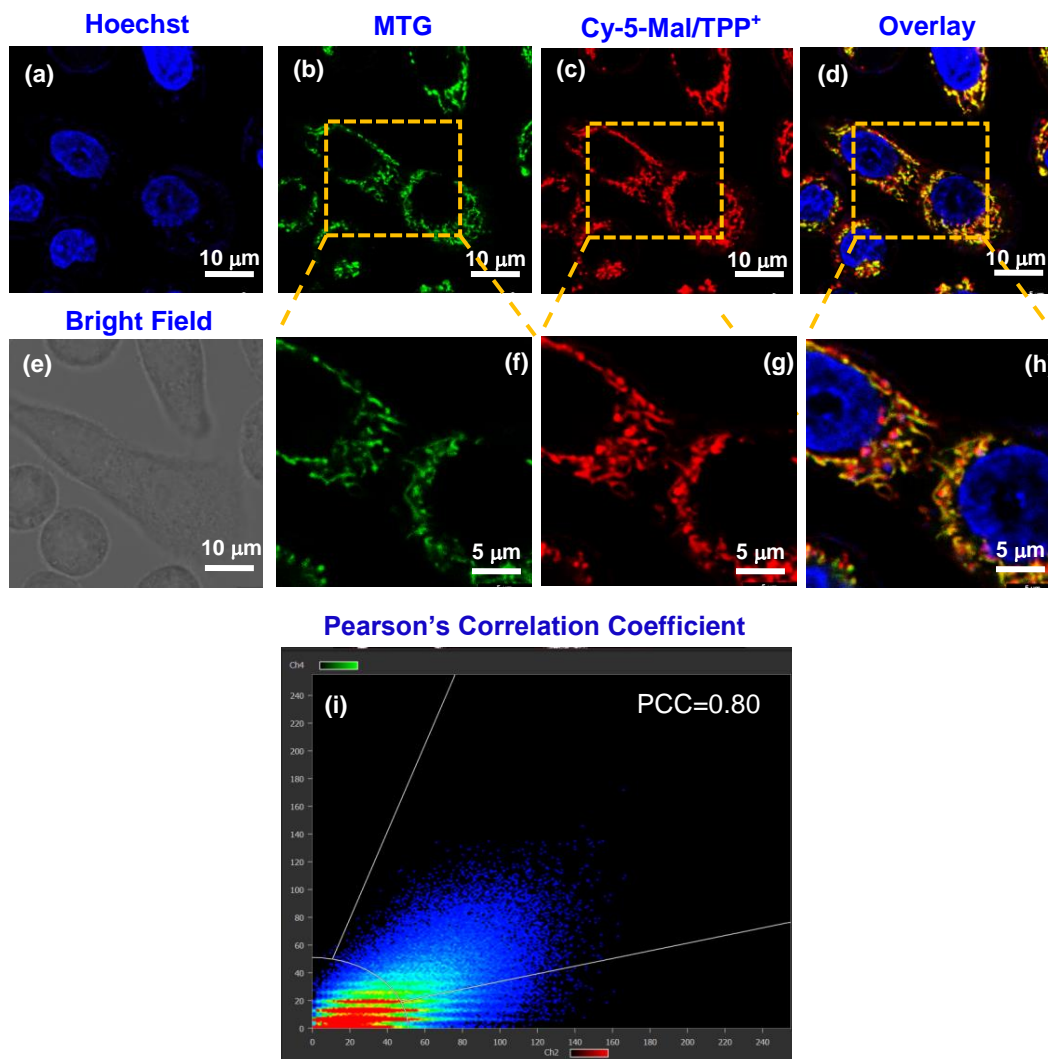 Hoechst
MTG
Cy-5-Mal/TPP⁺
Overlay
(a)
(b)
(c)
(d)
10 μm
10 μm
10 μm
10 μm
Bright Field
(e)
(f)
(g)
(h)
10 μm
5 μm
5 μm
5 μm
Pearson's Correlation Coefficient
Ch4
(i)
PCC=0.80
240
220
200
180
160
140
120
100
80
60
40
20
0
0 20 40 60 80 100 120 140 160 180 200 220 240
Ch2